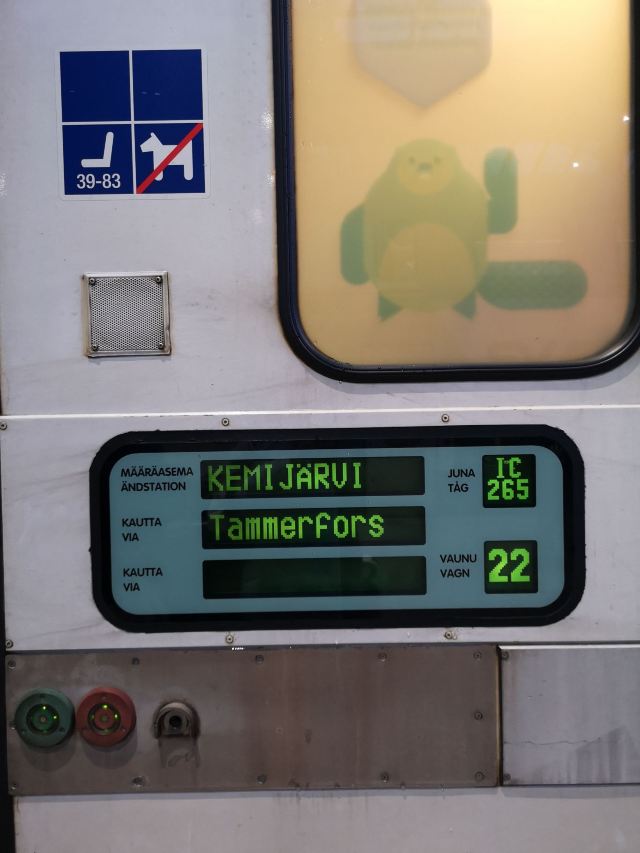 39-83
MÄÄRÄASEMA
ÄNDSTATION
KEMIJÄRVI
JUNA
TÅG
IC
265
KAUTTA
VIA
Tammerfors
KAUTTA
VIA
VAUNU
VAGN
22